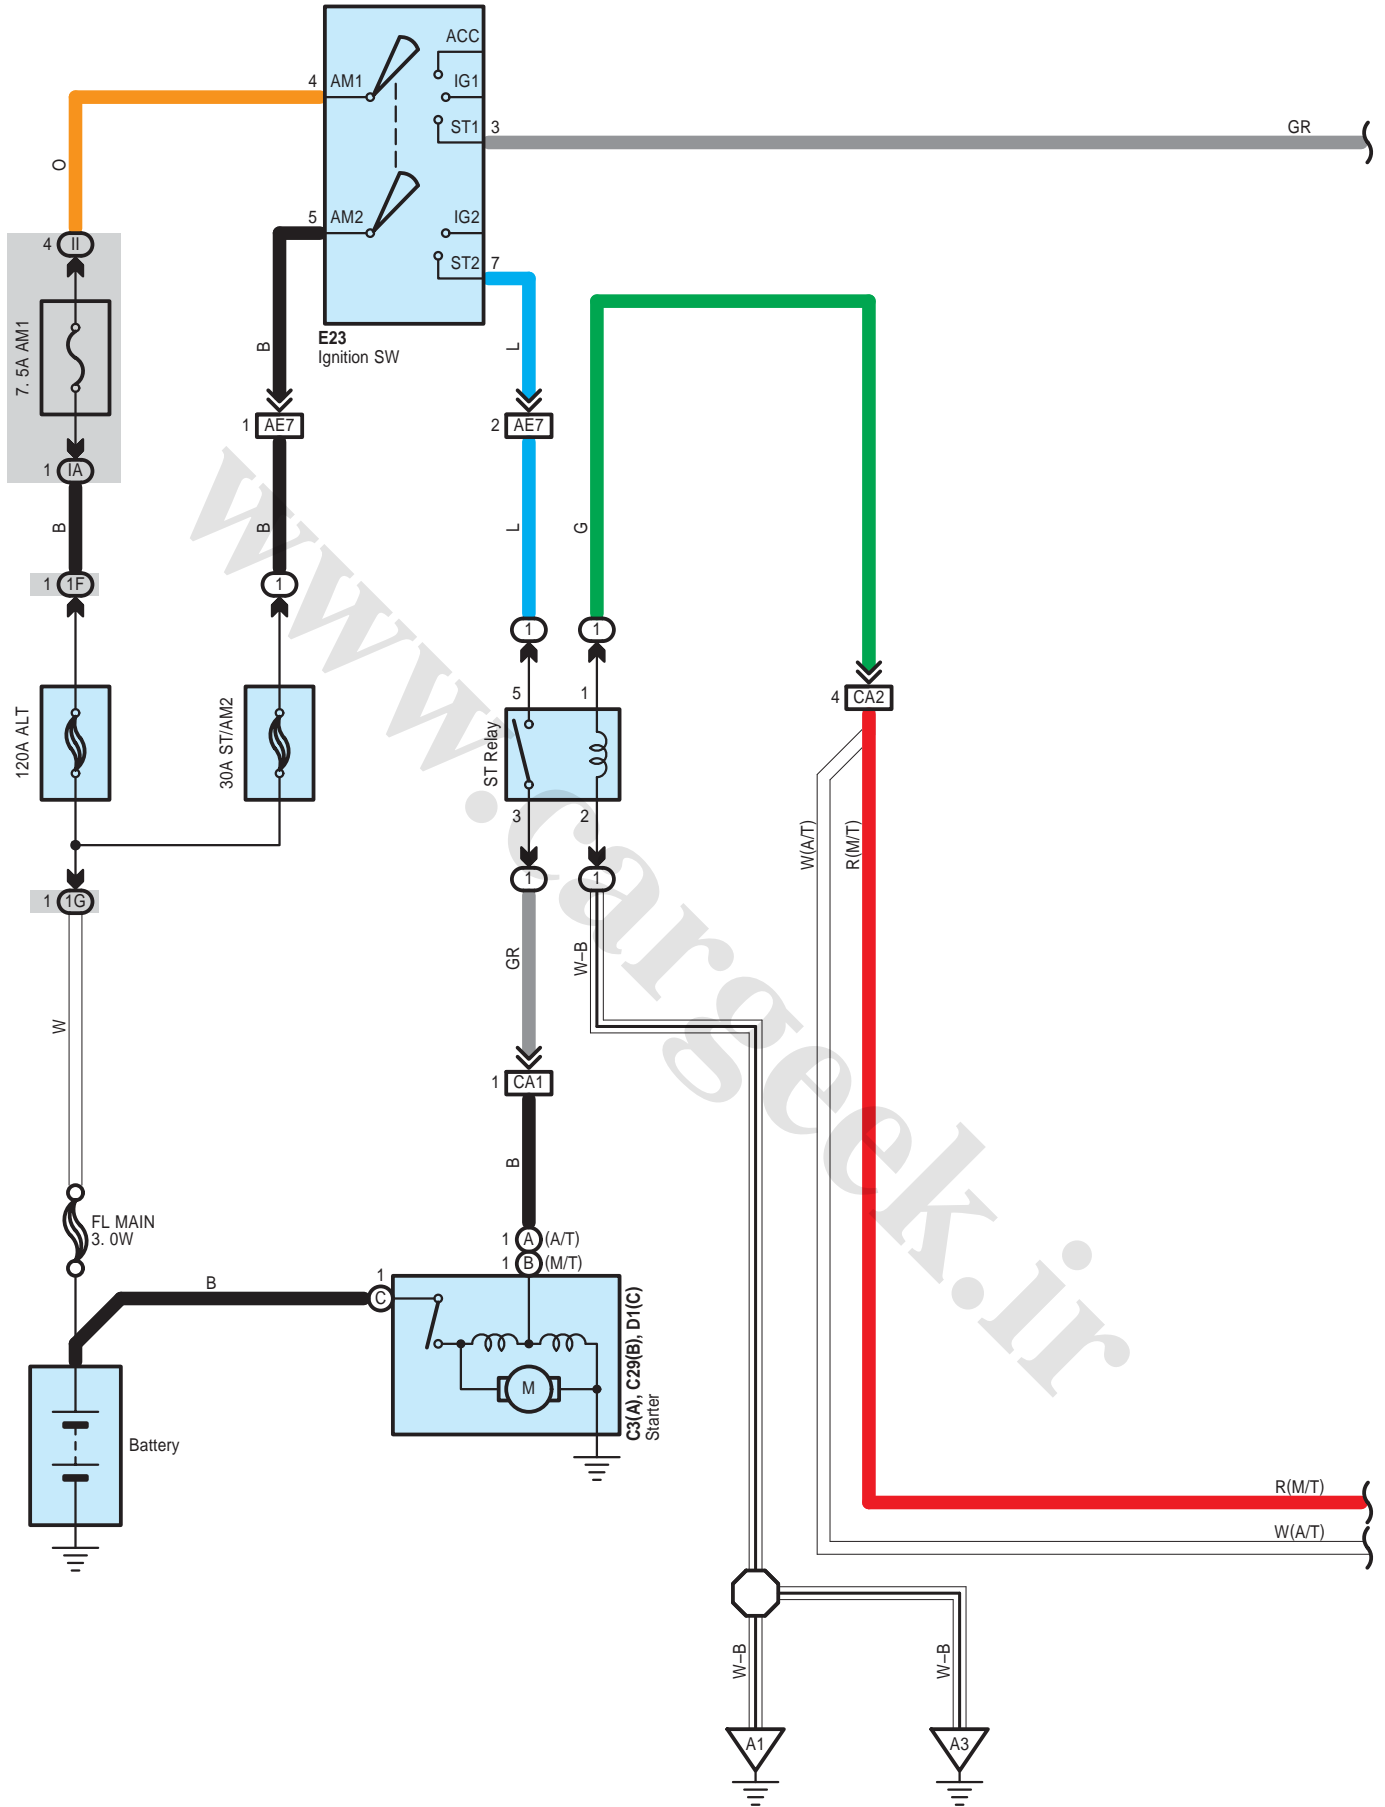 ACC
4 AM1
IG1
ST1 3
GR
O
5 AM2
IG2
ST2 7
4 II
E23
Ignition SW
7. 5A AM1
B
L
1 AE7
2 AE7
1 IA
B
B
L
G
1 1F
1
1
1
5
1
4 CA2
120A ALT
30A ST/AM2
ST Relay
3
2
W(A/T)
R(M/T)
1 1G
1
1
GR
W–B
W
1 CA1
B
FL MAIN
3. 0W
1 A (A/T)
1 B (M/T)
B
1
C
M
C3(A), C29(B), D1(C)
Starter
Battery
R(M/T)
W(A/T)
W–B
W–B
A1
A3
www.cargeek.ir